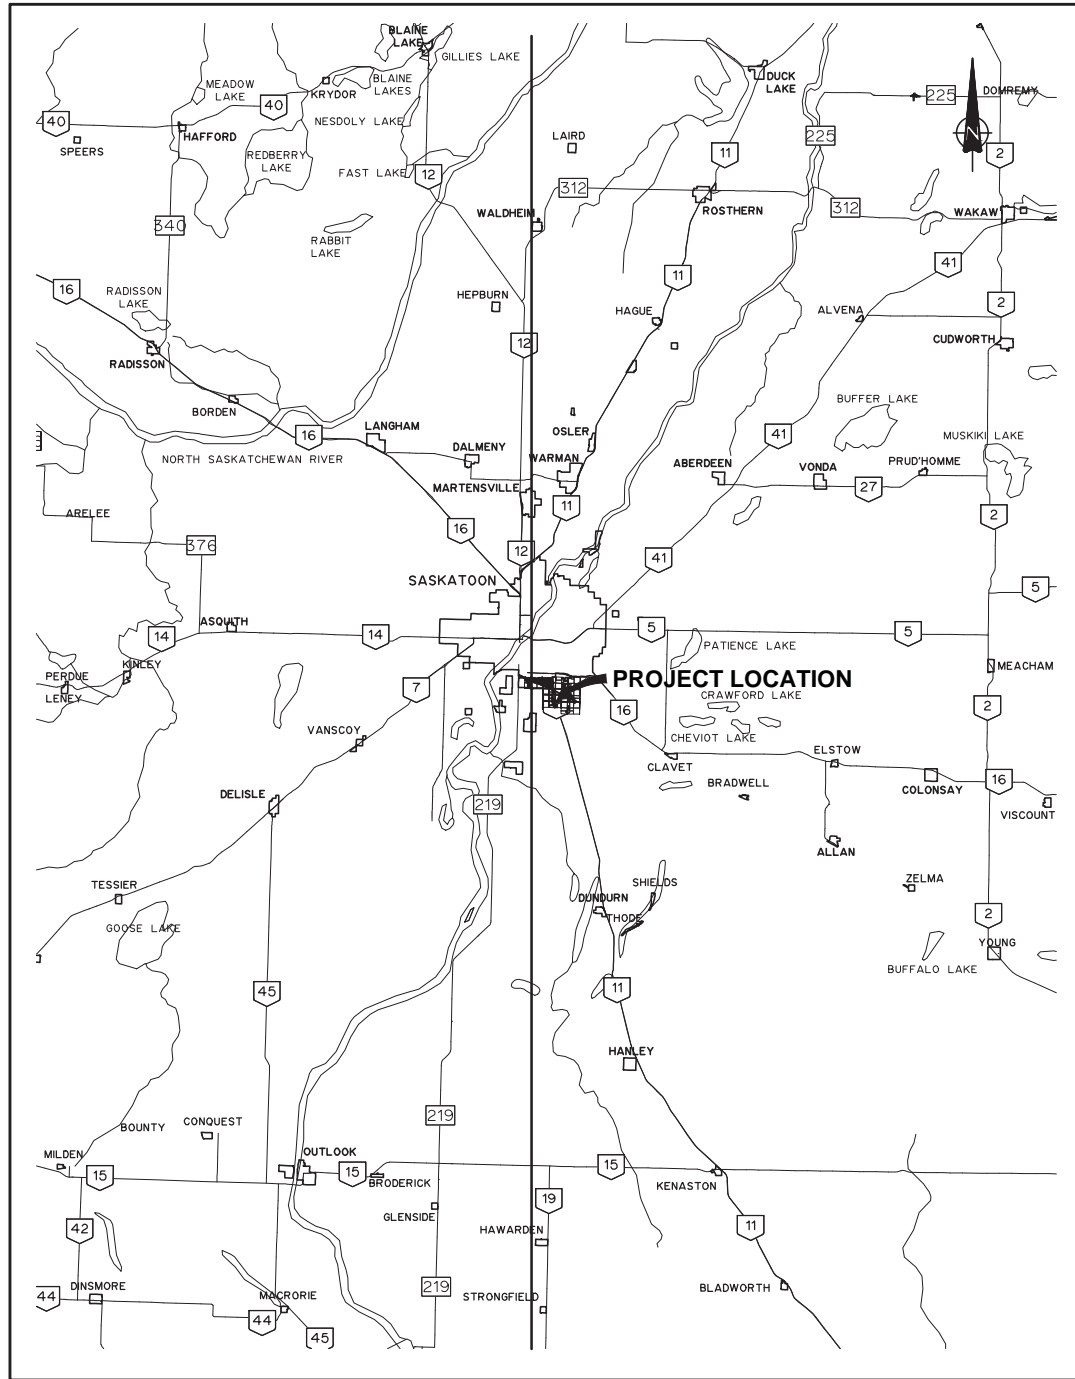 BLAINE
LAKE
GILLIES LAKE
DUCK
LAKE
MEADOW
LAKE
KRYDOR
BLAINE
LAKES
225
DOMREMY
40
40
NESDOLY LAKE
HAFFORD
SPEERS
LAIRD
225
N
11
2
REDBERRY
LAKE
FAST LAKE
12
312
ROSTHERN
312
WAKAW
WALDHEIM
340
RABBIT
LAKE
41
11
16
RADISSON
LAKE
HEPBURN
HAGUE
ALVENA
2
12
CUDWORTH
RADISSON
BORDEN
BUFFER LAKE
LANGHAM
16
OSLER
41
MUSKIKI LAKE
NORTH SASKATCHEWAN RIVER
DALMENY
WARMAN
ABERDEEN
VONDA
PRUD'HOMME
MARTENSVILLE
27
11
ARELEE
16
2
376
12
41
SASKATOON
5
ASQUITH
14
14
5
5
PATIENCE LAKE
KINLEY
MEACHAM
PERDUE
LENEY
PROJECT LOCATION
7
CRAWFORD LAKE
16
2
VANSCOY
CHEVIOT LAKE
ELSTOW
CLAVET
BRADWELL
16
COLONSAY
DELISLE
219
VISCOUNT
ALLAN
TESSIER
SHIELDS
ZELMA
DUNDURN
THODE
2
GOOSE LAKE
YOUNG
BUFFALO LAKE
45
11
HANLEY
219
CONQUEST
BOUNTY
MILDEN
OUTLOOK
15
15
15
BRODERICK
KENASTON
19
GLENSIDE
42
HAWARDEN
11
DINSMORE
219
BLADWORTH
44
MACRORIE
STRONGFIELD
44
45